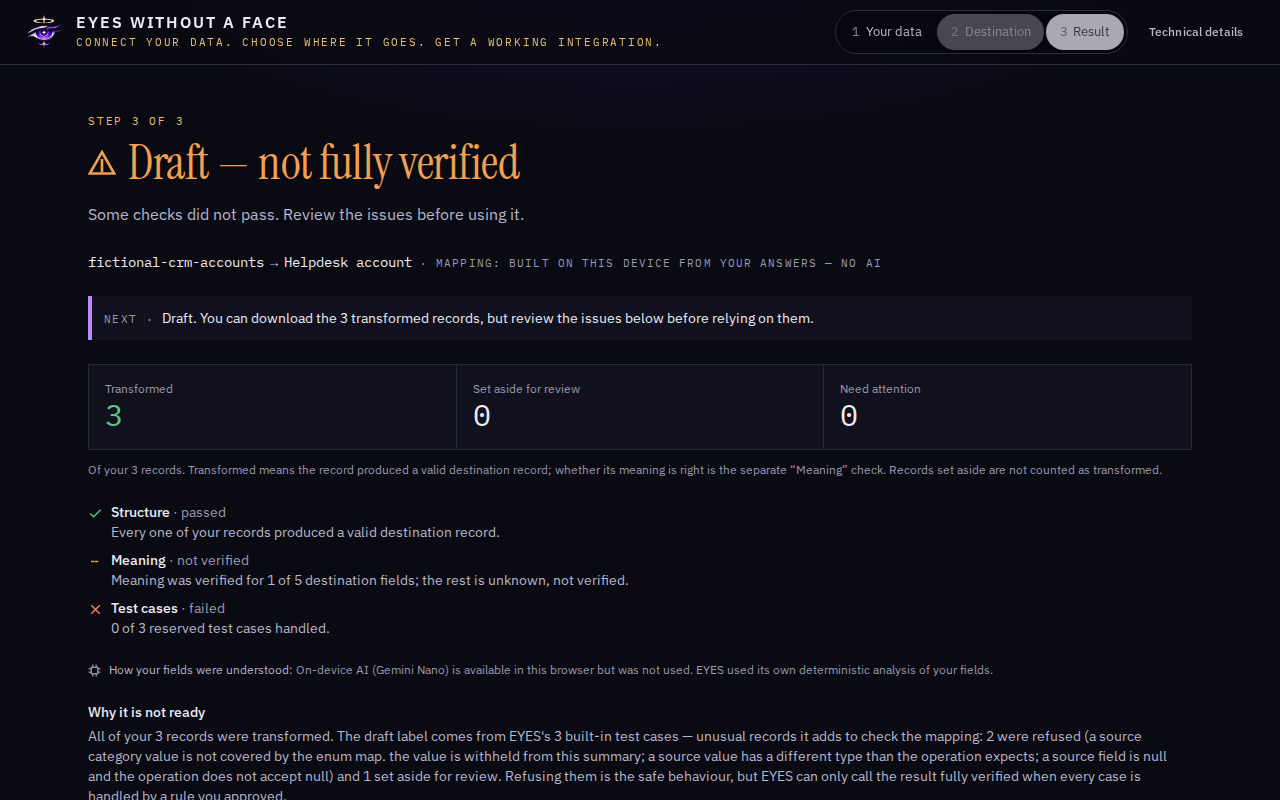 EYES WITHOUT A FACE
CONNECT YOUR DATA. CHOOSE WHERE IT GOES. GET A WORKING INTEGRATION.
1 Your data
2 Destination
3 Result
Technical details
STEP 3 OF 3
Draft — not fully verified
Some checks did not pass. Review the issues before using it.
fictional-crm-accounts → Helpdesk account · MAPPING: BUILT ON THIS DEVICE FROM YOUR ANSWERS — NO AI
NEXT · Draft. You can download the 3 transformed records, but review the issues below before relying on them.
Transformed
3
Set aside for review
0
Need attention
0
Of your 3 records. Transformed means the record produced a valid destination record; whether its meaning is right is the separate “Meaning” check. Records set aside are not counted as transformed.
Structure · passed
Every one of your records produced a valid destination record.
Meaning · not verified
Meaning was verified for 1 of 5 destination fields; the rest is unknown, not verified.
Test cases · failed
0 of 3 reserved test cases handled.
How your fields were understood: On-device AI (Gemini Nano) is available in this browser but was not used. EYES used its own deterministic analysis of your fields.
Why it is not ready
All of your 3 records were transformed. The draft label comes from EYES's 3 built-in test cases — unusual records it adds to check the mapping: 2 were refused (a source
category value is not covered by the enum map. the value is withheld from this summary; a source value has a different type than the operation expects; a source field is null
and the operation does not accept null) and 1 set aside for review. Refusing them is the safe behaviour, but EYES can only call the result fully verified when every case is
handled by a rule you approved.